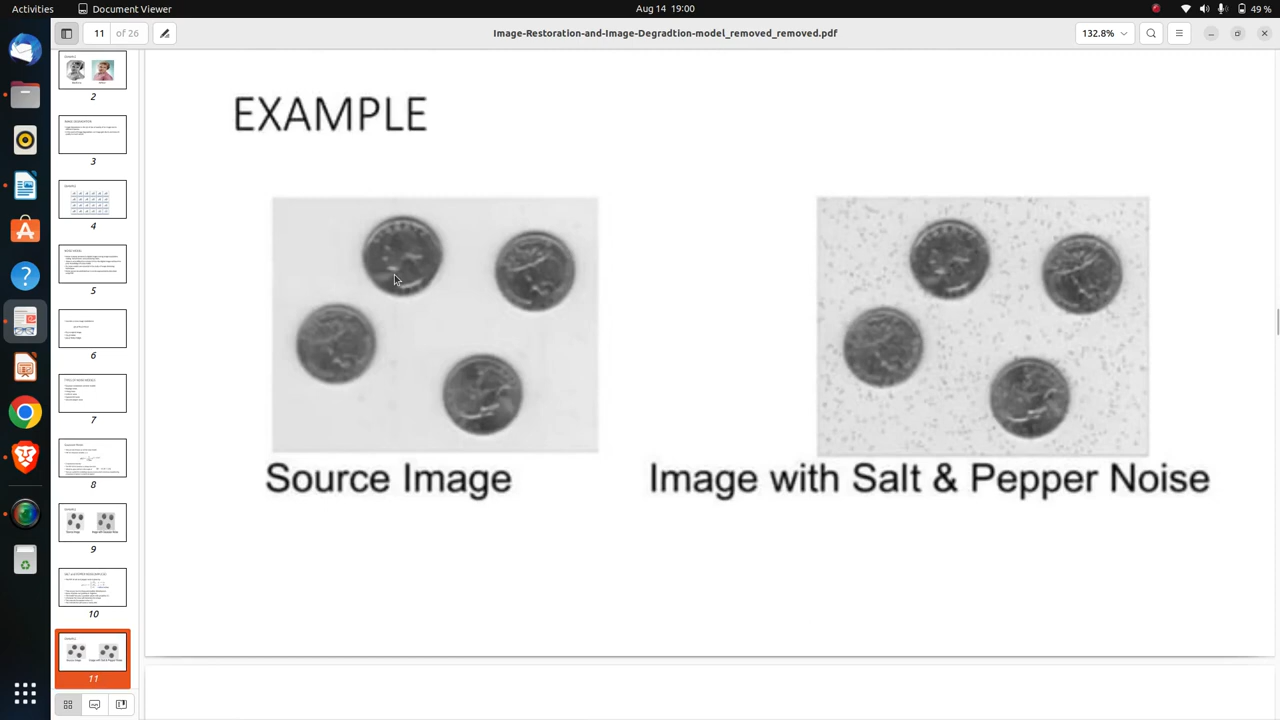 Activities
Document Viewer
Aug 14 19:00
49 %
11 of 26
Image-Restoration-and-Image-Degradtion-model_removed_removed.pdf
132.8%
2
3
4
5
6
7
8
9
10
11
EXAMPLE
Source Image
Image with Salt & Pepper Noise